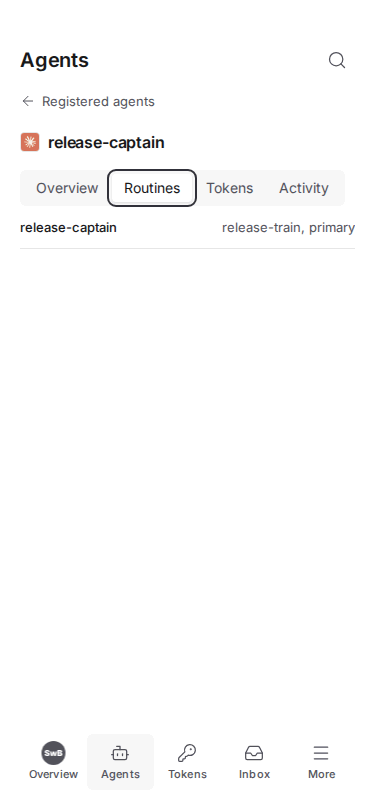 Agents
Registered agents
release-captain
Overview Routines Tokens Activity
release-captain release-train, primary
SwB
Overview Agents Tokens Inbox More